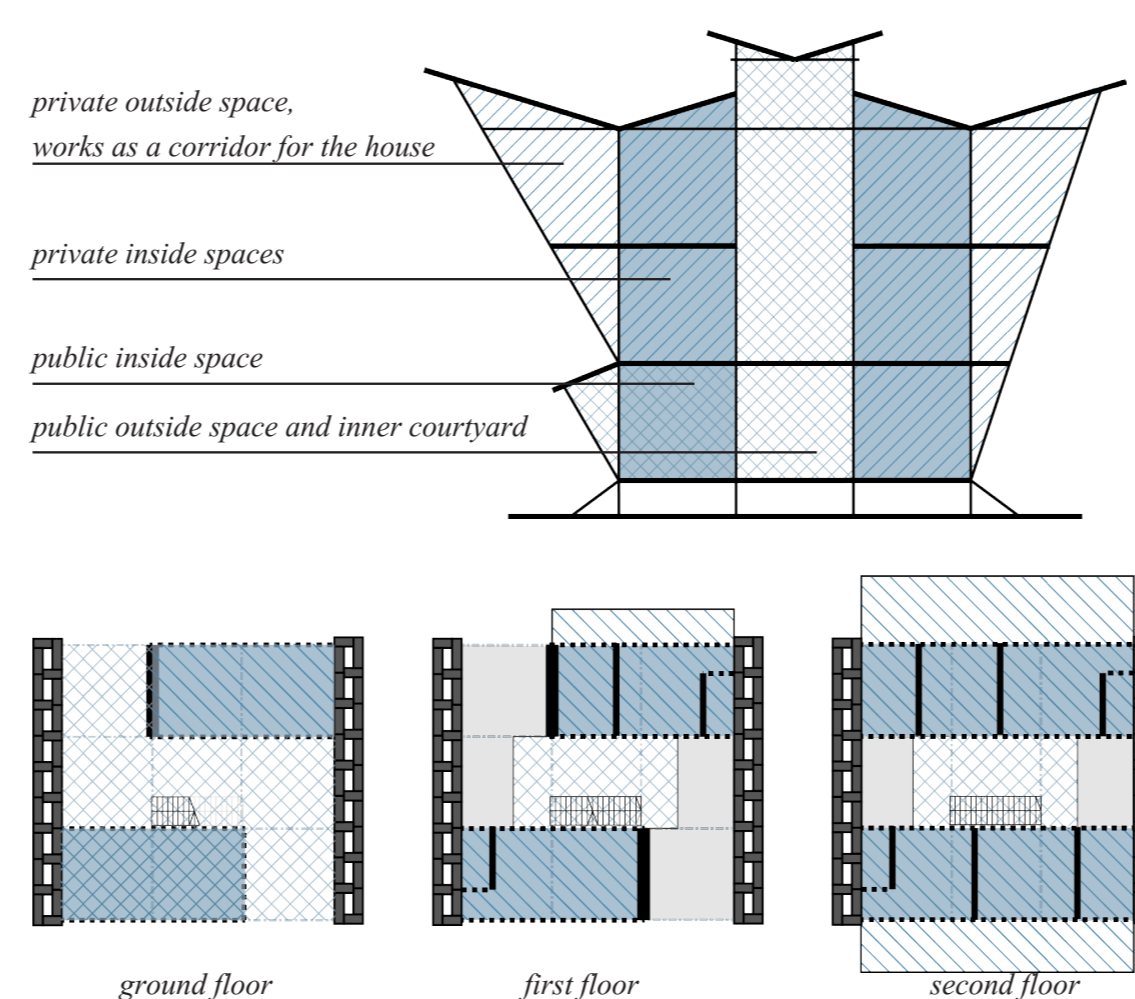 private outside space,
works as a corridor for the house
private inside spaces
public inside space
public outside space and inner courtyard
ground floor
first floor
second floor